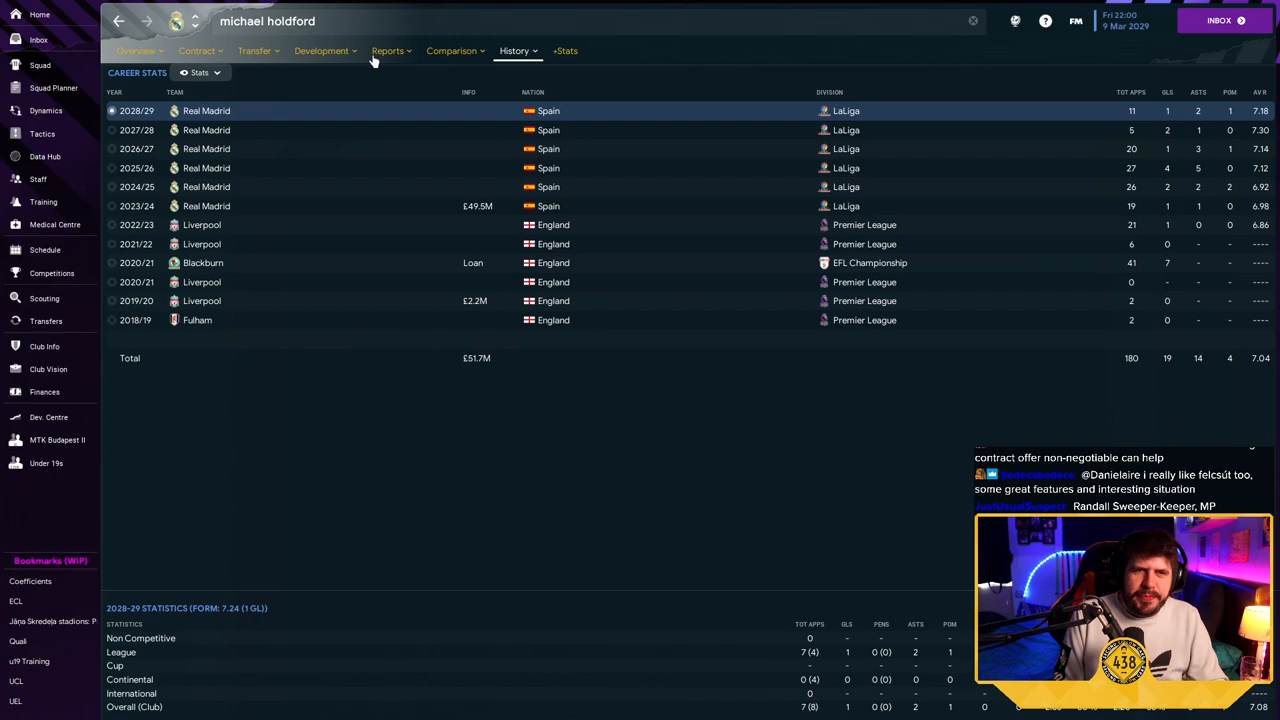 Home
michael holdford
Fri 22:00
9 Mar 2029
FM
INBOX
Inbox
Overview
Contract
Transfer
Development
Reports
Comparison
History
+Stats
Squad
Squad Planner
Dynamics
Tactics
Data Hub
Staff
Training
Medical Centre
Schedule
Competitions
Scouting
Transfers
Club Info
Club Vision
Finances
Dev. Centre
MTK Budapest II
Under 19s
Bookmarks (WiP)
Coefficients
ECL
Jāņa Skredeļa stadions: P
Quali
u19 Training
UCL
UEL
CAREER STATS Stats
YEAR TEAM INFO NATION DIVISION TOT APPS GLS ASTS POM AV R
2028/29 Real Madrid Spain LaLiga 11 1 2 1 7.18
2027/28 Real Madrid Spain LaLiga 5 2 1 0 7.30
2026/27 Real Madrid Spain LaLiga 20 1 3 1 7.14
2025/26 Real Madrid Spain LaLiga 27 4 5 0 7.12
2024/25 Real Madrid Spain LaLiga 26 2 2 2 6.92
2023/24 Real Madrid £49.5M Spain LaLiga 19 1 1 0 6.98
2022/23 Liverpool England Premier League 21 1 0 0 6.86
2021/22 Liverpool England Premier League 6 0 - - ----
2020/21 Blackburn Loan England EFL Championship 41 7 - - ----
2020/21 Liverpool England Premier League 0 - - - ----
2019/20 Liverpool £2.2M England Premier League 2 0 - - ----
2018/19 Fulham England Premier League 2 0 - - ----
Total £51.7M 180 19 14 4 7.04
contract offer non-negotiable can help
@Danielaire i really like felcsút too,
some great features and interesting situation
JustUsualSuspect Randall Sweeper-Keeper, MP
438
2028-29 STATISTICS (FORM: 7.24 (1 GL))
STATISTICS TOT APPS GLS PENS ASTS POM
Non Competitive 0 - - - -
League 7 (4) 1 0 (0) 2 1
Cup - - - - -
Continental 0 (4) 0 0 (0) 0 0
International 0 - - - -
Overall (Club) 7 (8) 1 0 (0) 2 1